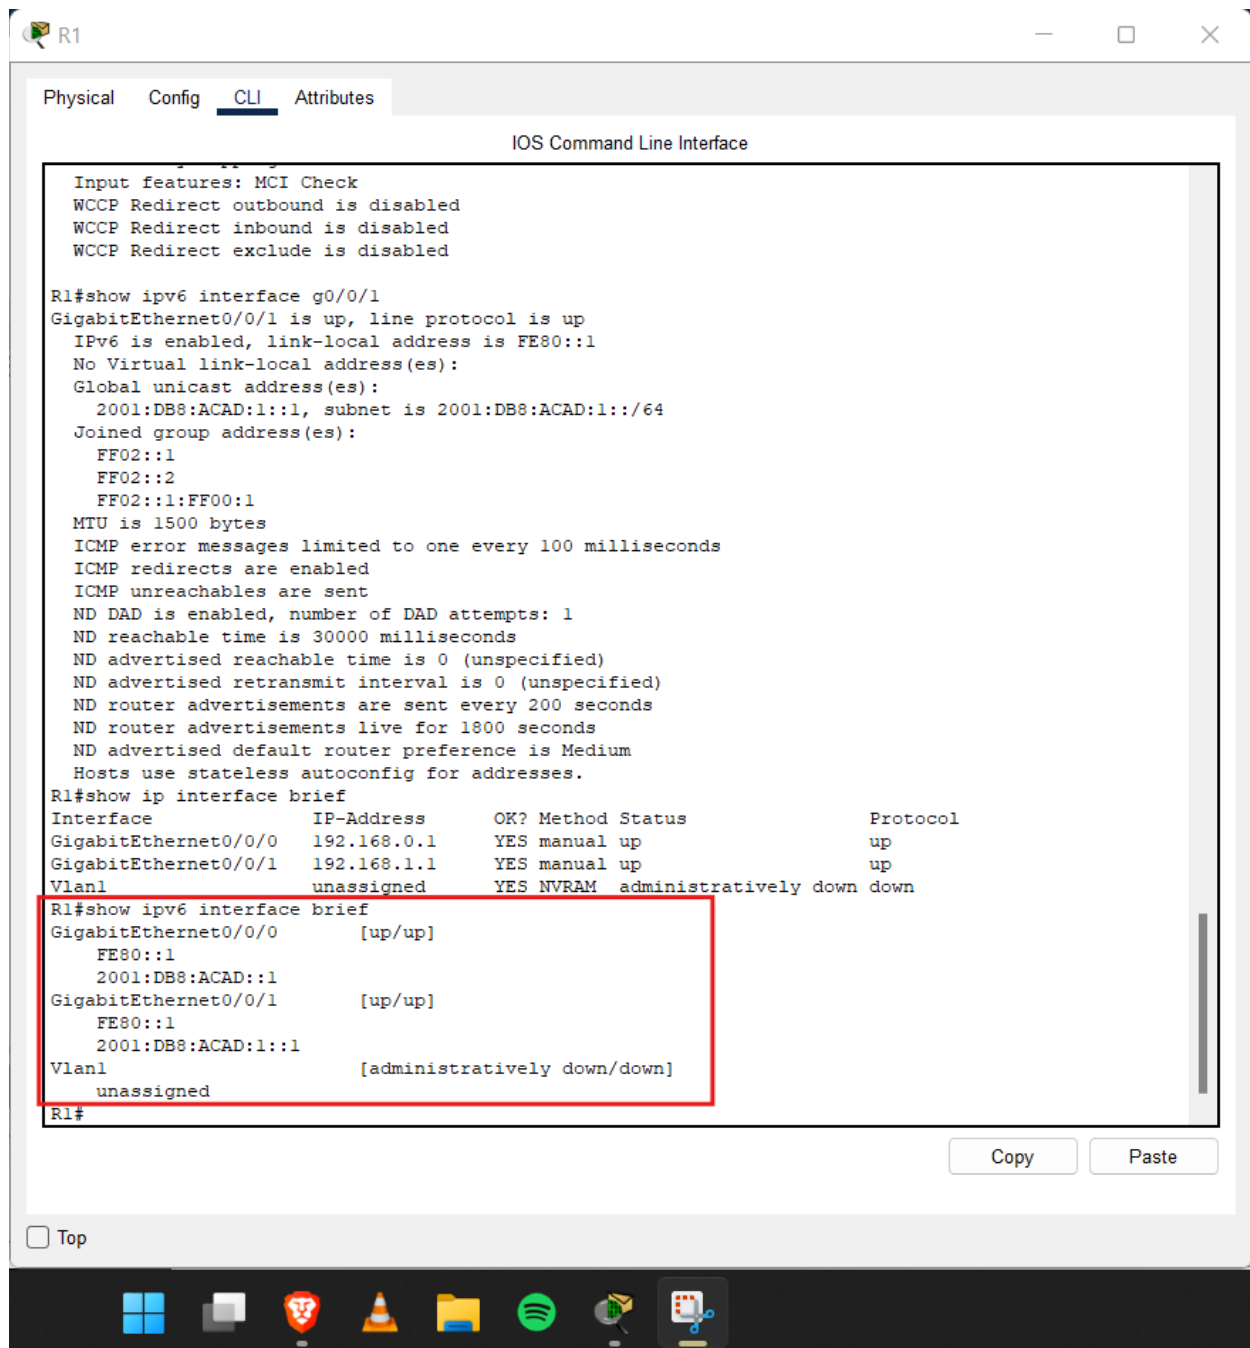 R1
Physical Config CLI Attributes
IOS Command Line Interface
Input features: MCI Check
WCCP Redirect outbound is disabled
WCCP Redirect inbound is disabled
WCCP Redirect exclude is disabled
R1#show ipv6 interface g0/0/1
GigabitEthernet0/0/1 is up, line protocol is up
IPv6 is enabled, link-local address is FE80::1
No Virtual link-local address(es):
Global unicast address(es):
2001:DB8:ACAD:1::1, subnet is 2001:DB8:ACAD:1::/64
Joined group address(es):
FF02::1
FF02::2
FF02::1:FF00:1
MTU is 1500 bytes
ICMP error messages limited to one every 100 milliseconds
ICMP redirects are enabled
ICMP unreachables are sent
ND DAD is enabled, number of DAD attempts: 1
ND reachable time is 30000 milliseconds
ND advertised reachable time is 0 (unspecified)
ND advertised retransmit interval is 0 (unspecified)
ND router advertisements are sent every 200 seconds
ND router advertisements live for 1800 seconds
ND advertised default router preference is Medium
Hosts use stateless autoconfig for addresses.
R1#show ip interface brief
Interface IP-Address OK? Method Status Protocol
GigabitEthernet0/0/0 192.168.0.1 YES manual up up
GigabitEthernet0/0/1 192.168.1.1 YES manual up up
Vlan1 unassigned YES NVRAM administratively down down
R1#show ipv6 interface brief
GigabitEthernet0/0/0 [up/up]
FE80::1
2001:DB8:ACAD::1
GigabitEthernet0/0/1 [up/up]
FE80::1
2001:DB8:ACAD:1::1
Vlan1 [administratively down/down]
unassigned
R1#
Copy Paste
Top